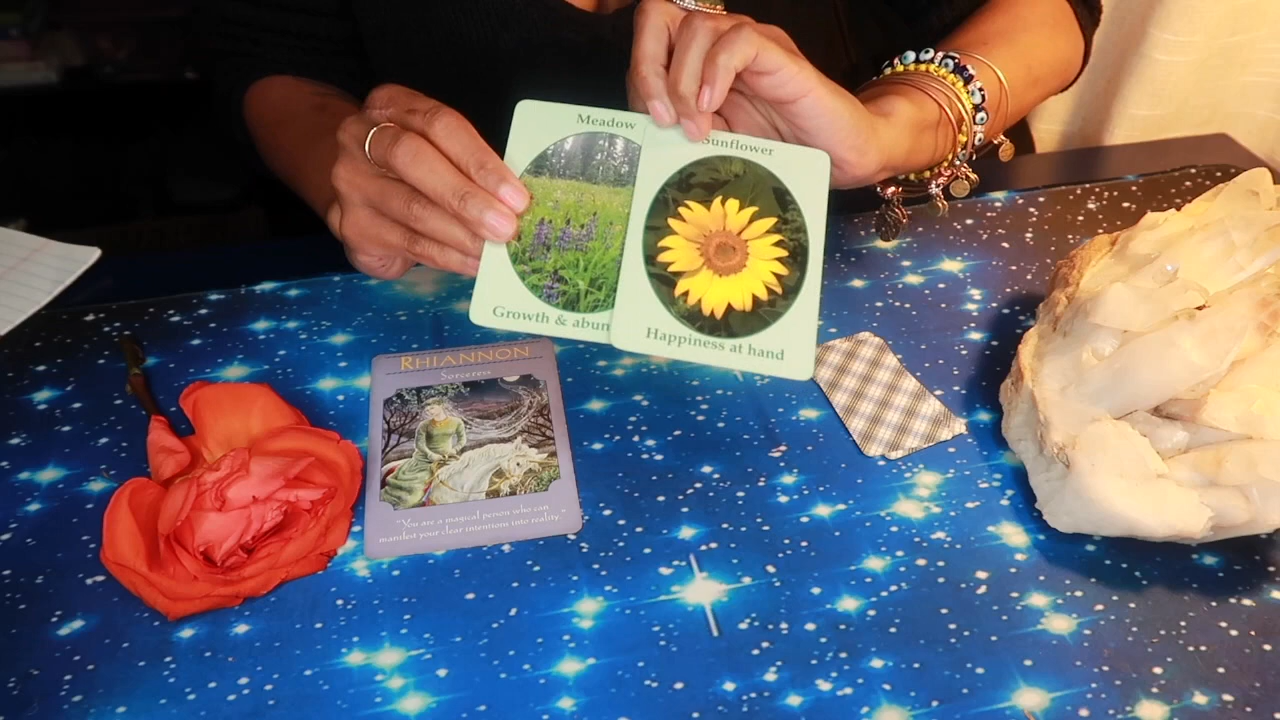 Meadow
Growth & abun
Sunflower
Happiness at hand
RHIANNON
Sorceress
"You are a magical person who can
manifest your clear intentions into reality."